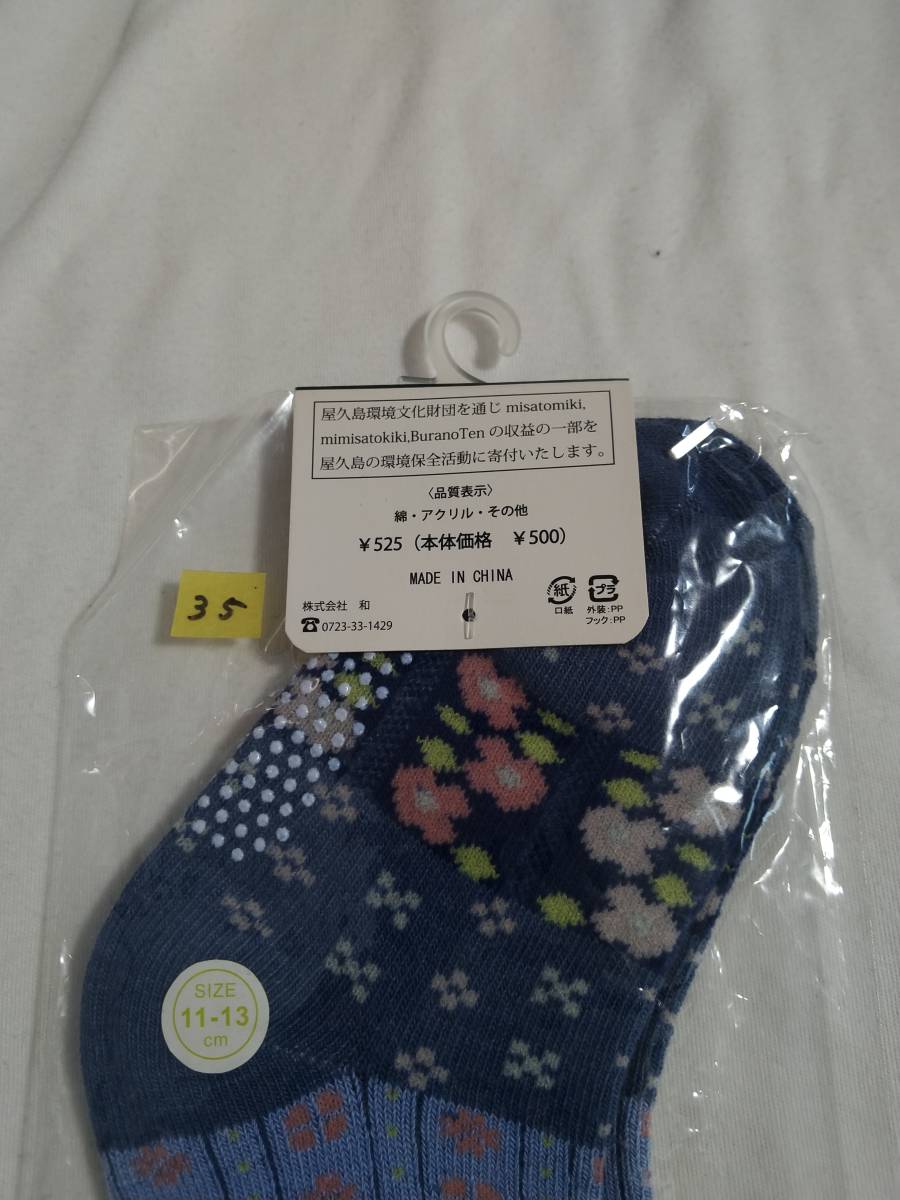 屋久島環境文化財団を通じ misatomiki,
mimisatokiki,BuranoTen の収益の一部を
屋久島の環境保全活動に寄付いたします。
〈品質表示〉
綿・アクリル・その他
￥525（本体価格　￥500）
MADE IN CHINA
株式会社　和
☎0723-33-1429
紙
口紙
プラ
外装:PP
フック:PP
35
SIZE
11-13
cm